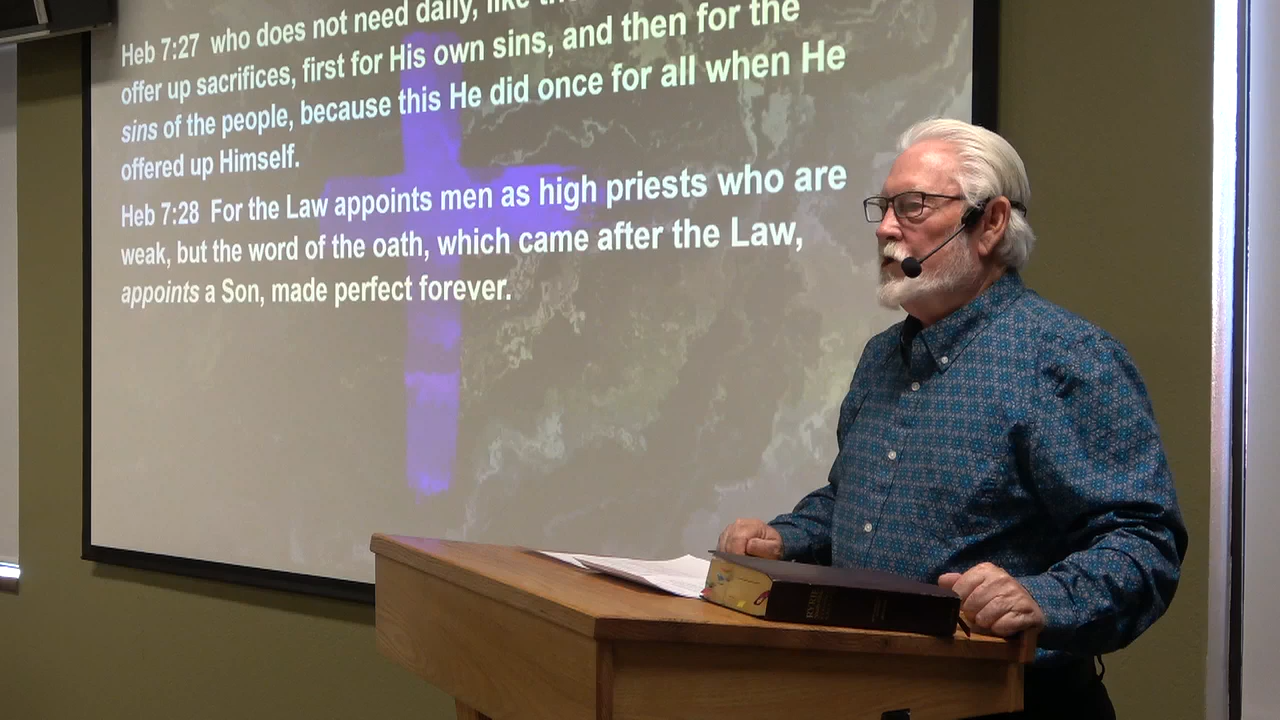 Heb 7:27 who does not need daily, like
offer up sacrifices, first for His own sins, and then for the
sins of the people, because this He did once for all when He
offered up Himself.
Heb 7:28 For the Law appoints men as high priests who are
weak, but the word of the oath, which came after the Law,
appoints a Son, made perfect forever.
RYRIE